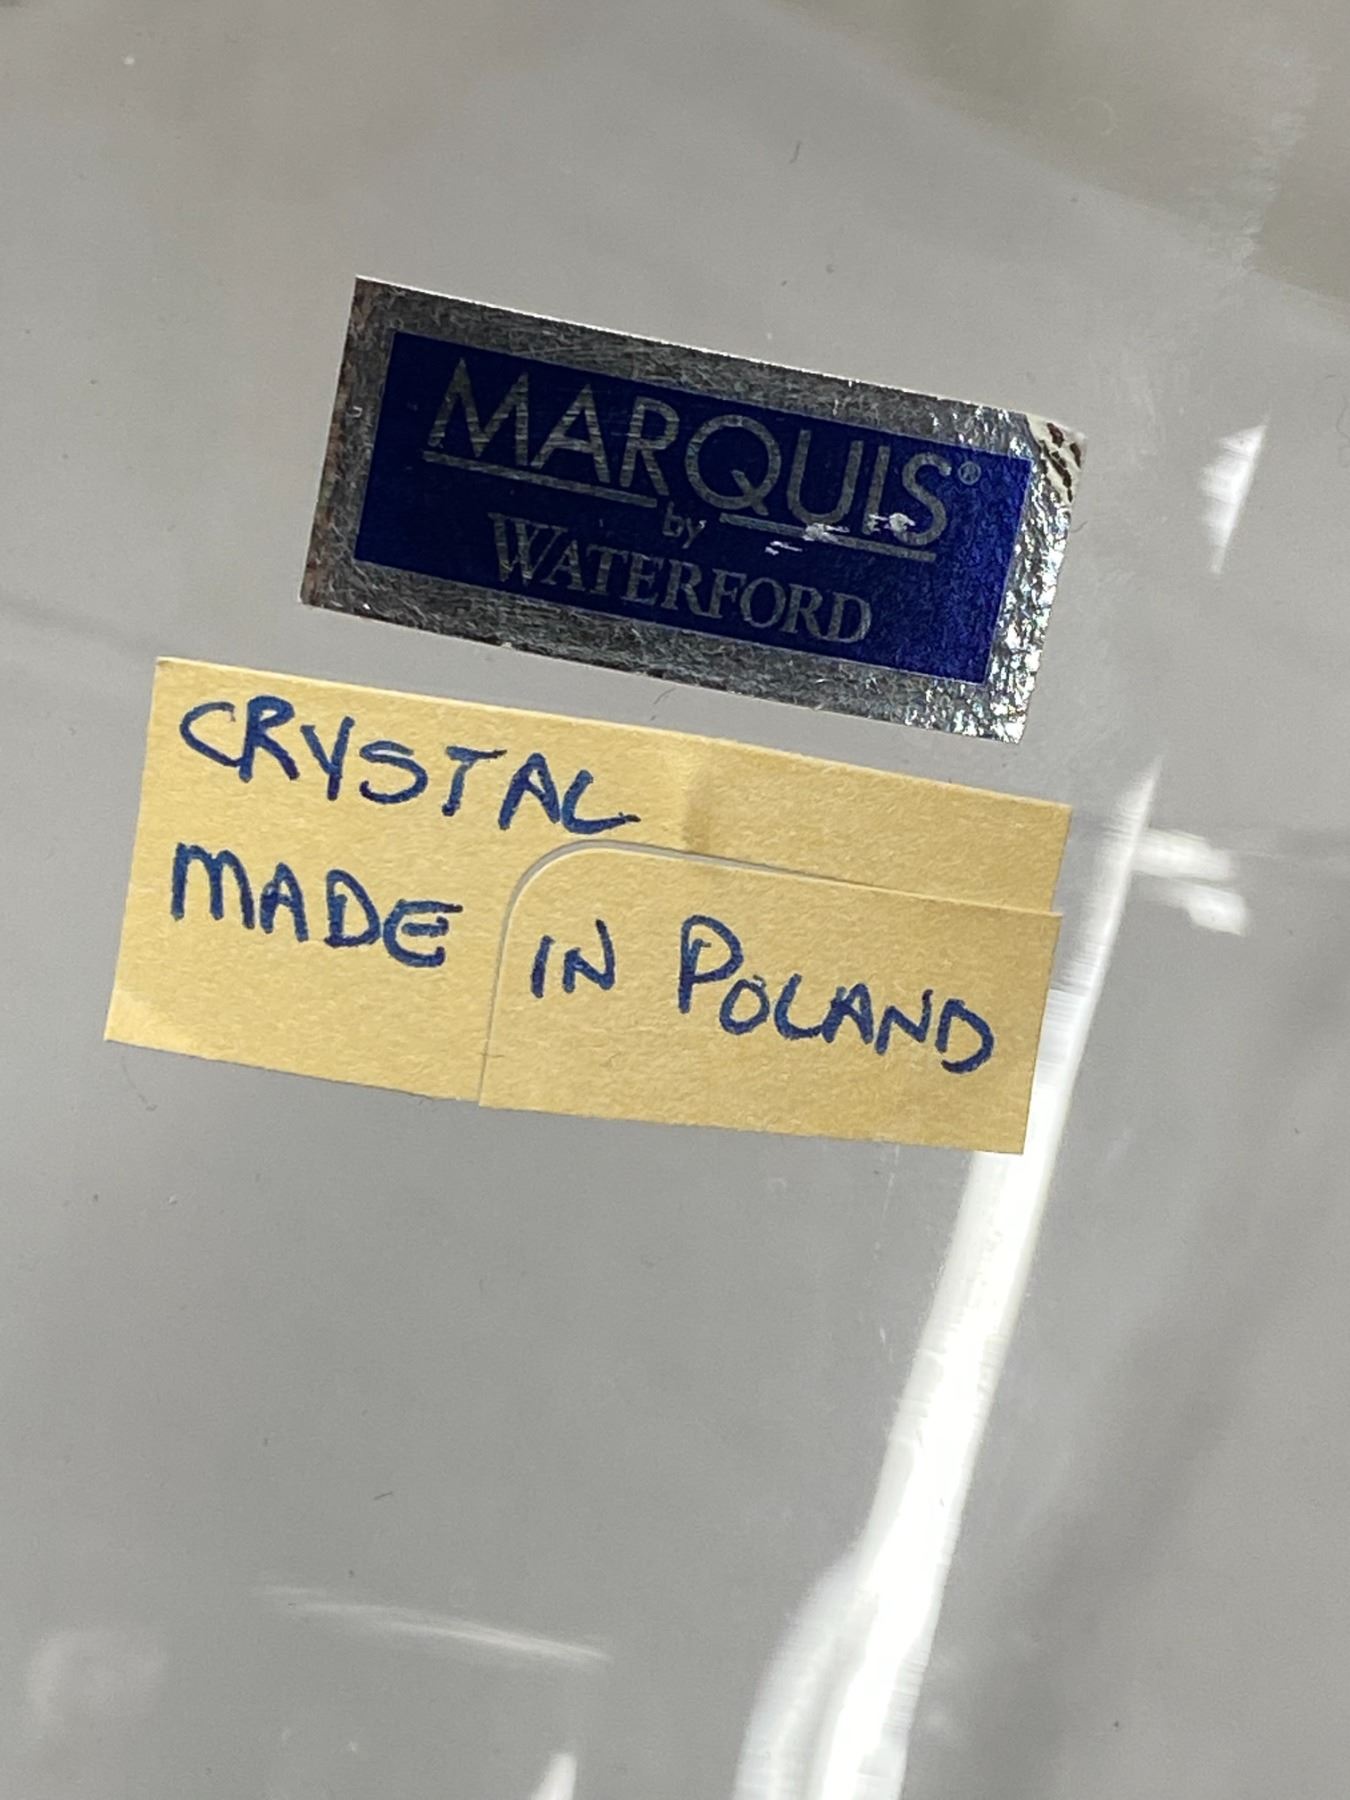 MARQUIS®
by
WATERFORD
CRYSTAL
MADE IN POLAND